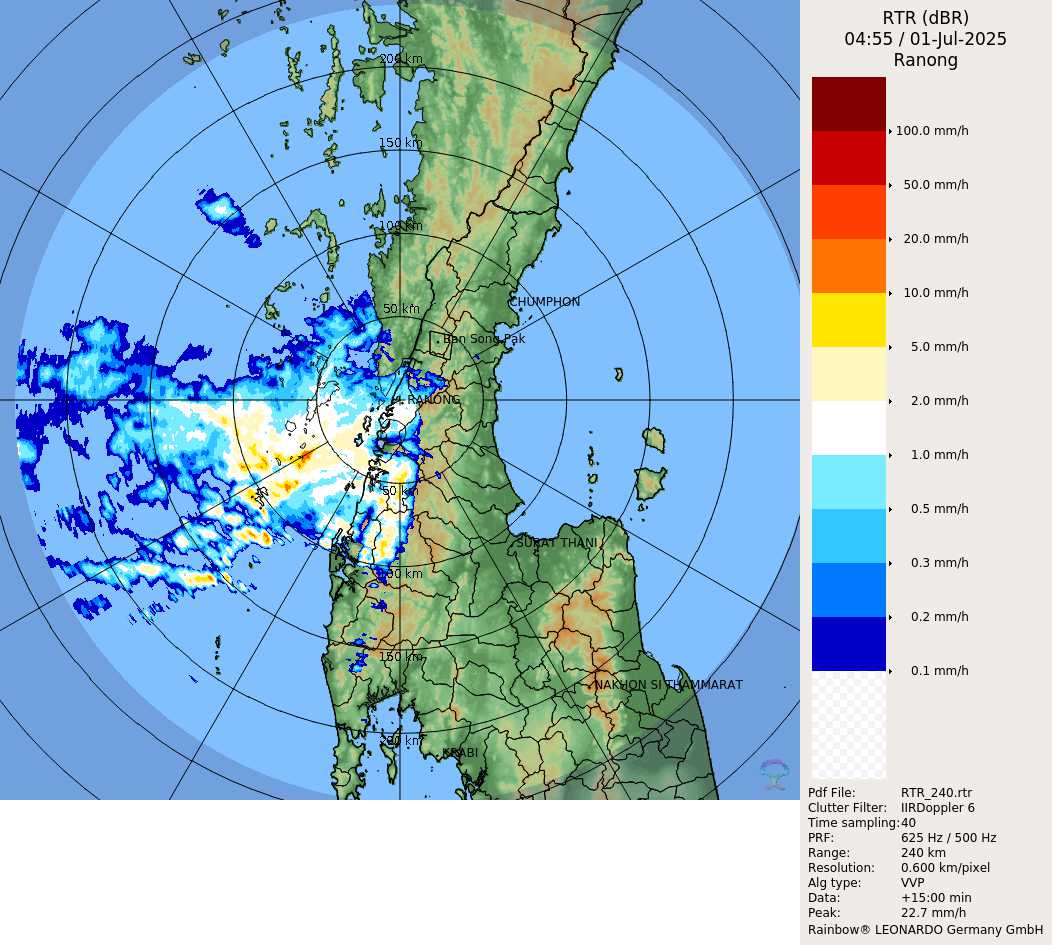 RTR (dBR)
04:55 / 01-Jul-2025
Ranong
200 km
150 km
100 km
50 km
CHUMPHON
Ban Song Pak
RANONG
50 km
SURAT THANI
100 km
150 km
NAKHON SI THAMMARAT
200 km
KRABI
100.0 mm/h
50.0 mm/h
20.0 mm/h
10.0 mm/h
5.0 mm/h
2.0 mm/h
1.0 mm/h
0.5 mm/h
0.3 mm/h
0.2 mm/h
0.1 mm/h
Pdf File: RTR_240.rtr
Clutter Filter: IIRDoppler 6
Time sampling:40
PRF: 625 Hz / 500 Hz
Range: 240 km
Resolution: 0.600 km/pixel
Alg type: VVP
Data: +15:00 min
Peak: 22.7 mm/h
Rainbow® LEONARDO Germany GmbH